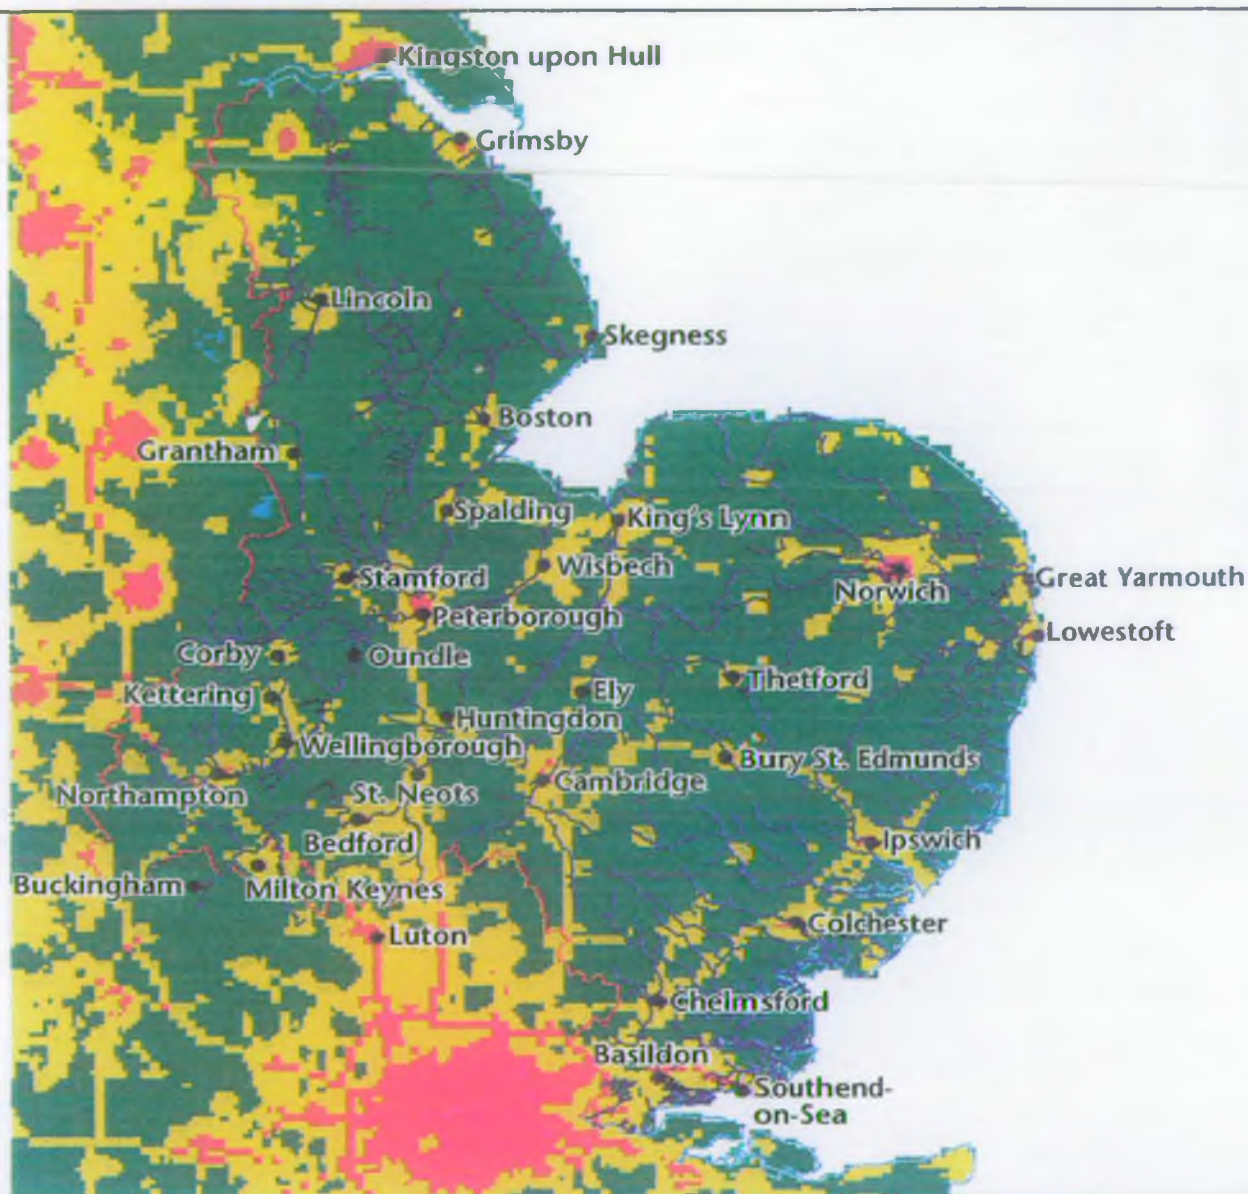 Kingston upon Hull
Grimsby
Lincoln
Skegness
Boston
Grantham
Spalding
King's Lynn
Wisbech
Stamford
Norwich
Great Yarmouth
Peterborough
Lowestoft
Corby
Oundle
Kettering
Ely
Thetford
Huntingdon
Wellingborough
Bury St. Edmunds
Northampton
St. Neots
Cambridge
Bedford
Ipswich
Buckingham
Milton Keynes
Luton
Colchester
Chelmsford
Basildon
Southend-
on-Sea